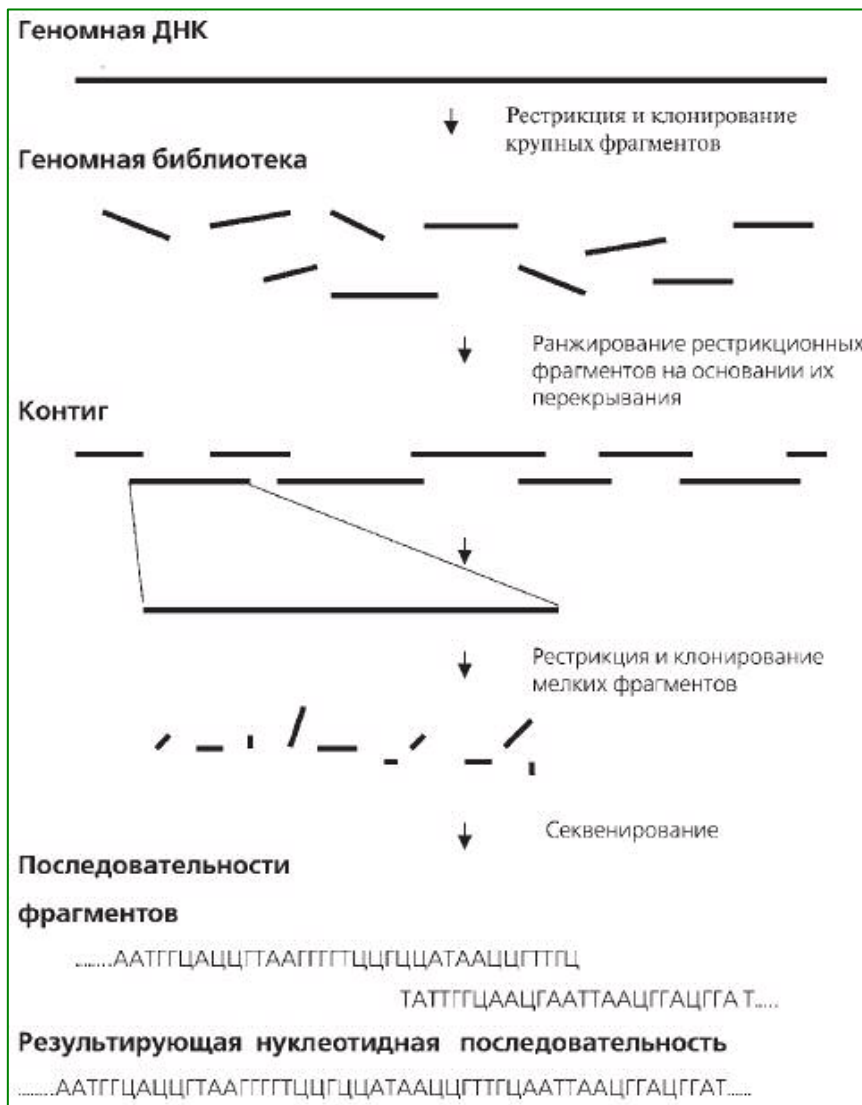 Геномная ДНК
Рестрикция и клонирование
крупных фрагментов
Геномная библиотека
Ранжирование рестрикционных
фрагментов на основании их
перекрывания
Контиг
Рестрикция и клонирование
мелких фрагментов
Секвенирование
Последовательности
фрагментов
........ААТГГЦАЦЦГТААГГГГТЦЦГЦЦАТААЦЦГТТГЦ
ТАТТГГЦААЦГААТТААЦГГАЦГГА Т.....
Результирующая нуклеотидная последовательность
.........ААТГГЦАЦЦГТААГГГГТЦЦГЦЦАТААЦЦГТТГЦААТТААЦГГАЦГГАТ......